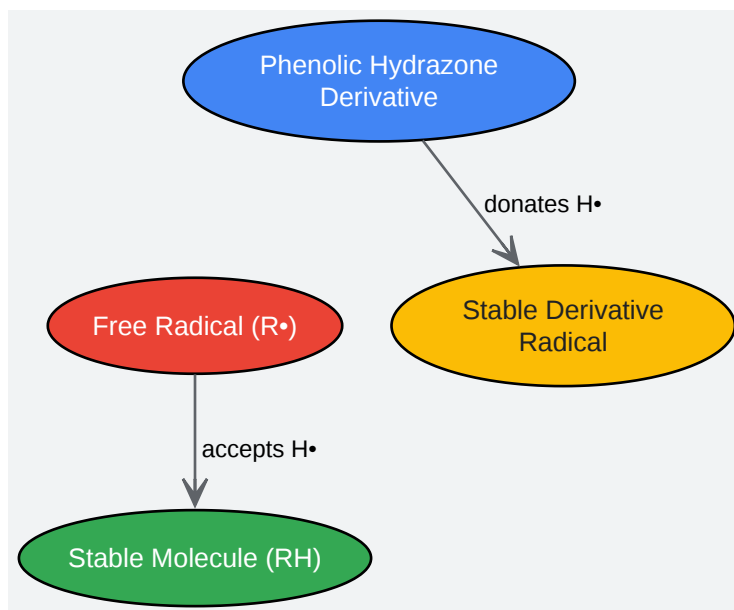 Phenolic Hydrazone
Derivative
donates H•
Free Radical (R•)
Stable Derivative
Radical
accepts H•
Stable Molecule (RH)